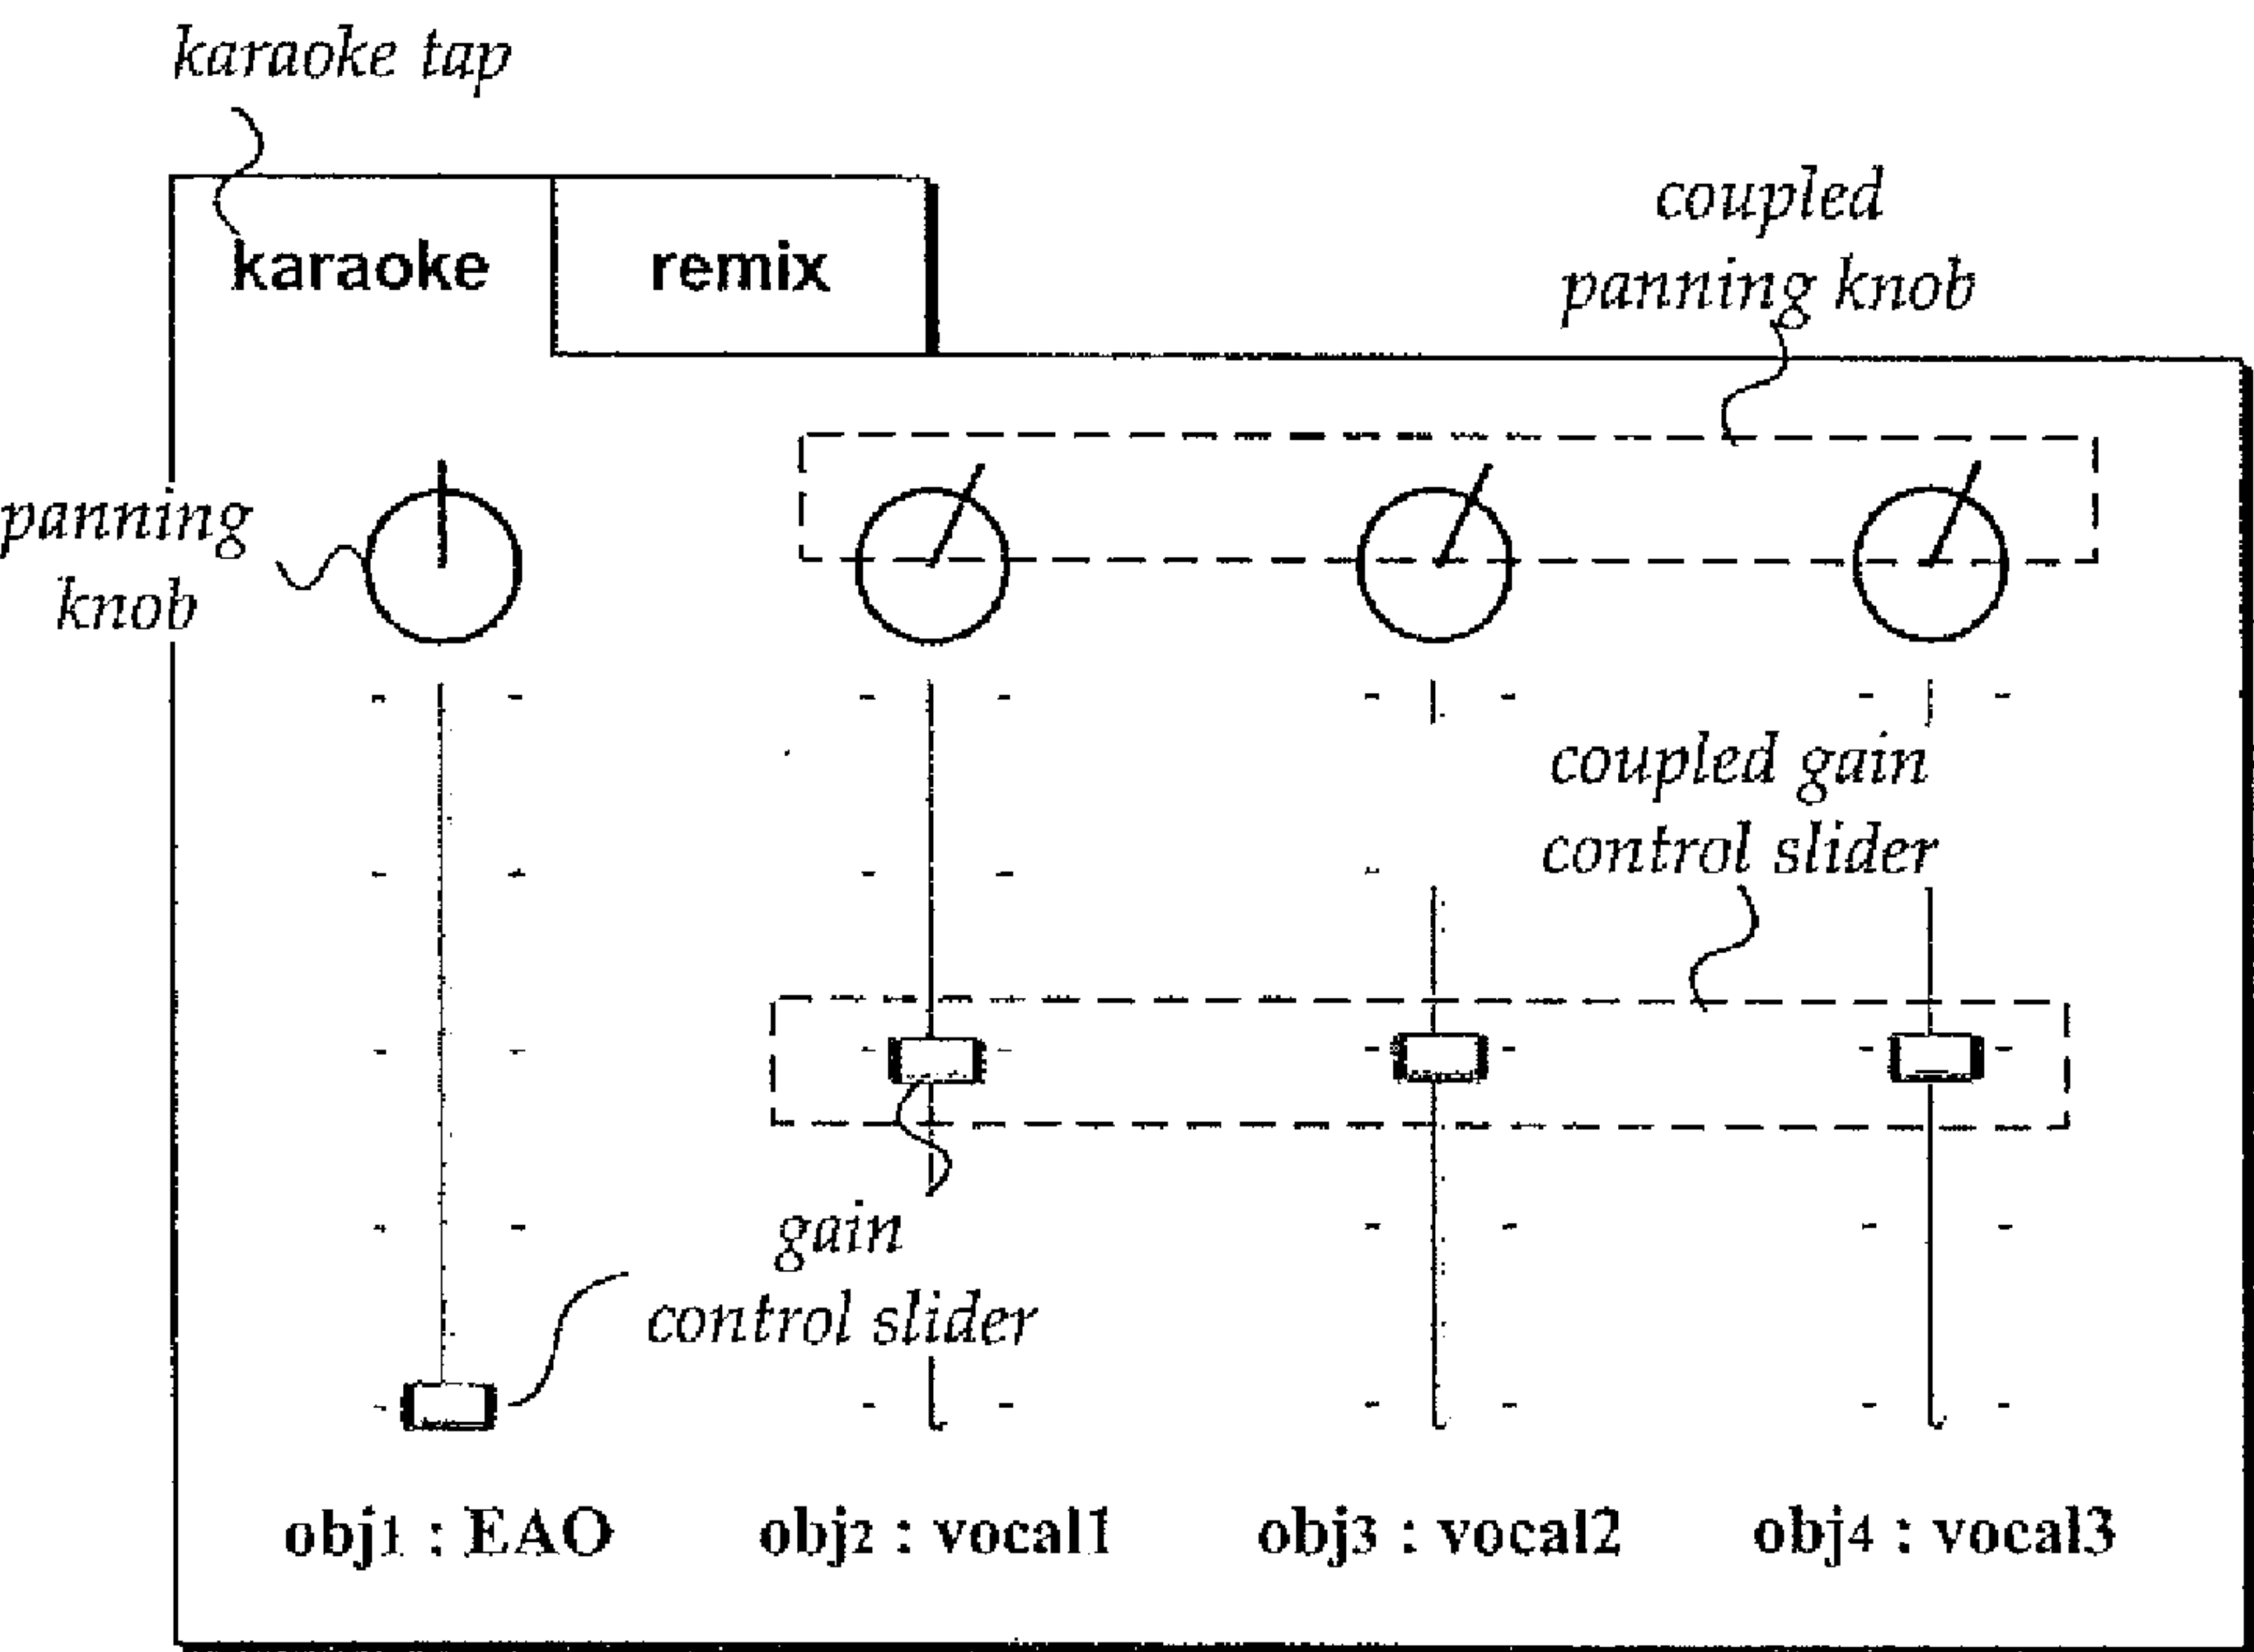 karaoke tap
karaoke
remix
coupled
panning knob
panning
knob
coupled gain
control slider
gain
control slider
obj1 : EAO
obj2 : vocal1
obj3 : vocal2
obj4 : vocal3